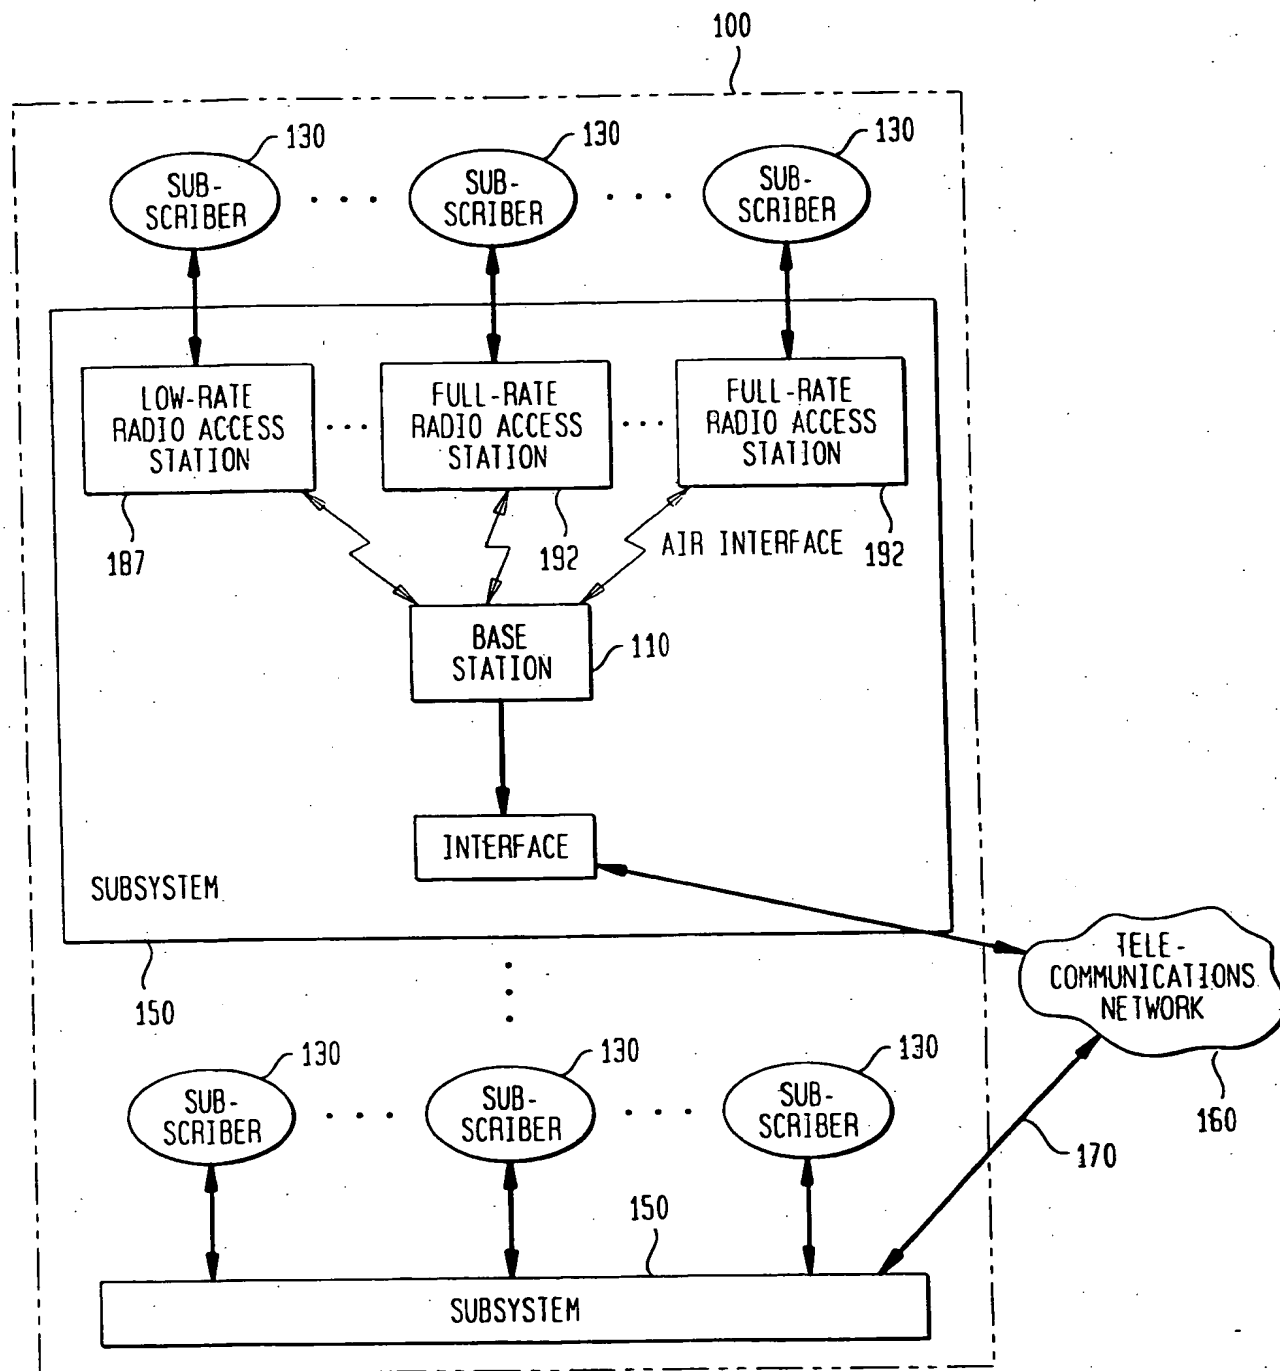 100
130
130
130
SUB-
SCRIBER
SUB-
SCRIBER
SUB-
SCRIBER
LOW-RATE
RADIO ACCESS
STATION
FULL-RATE
RADIO ACCESS
STATION
FULL-RATE
RADIO ACCESS
STATION
187
192
AIR INTERFACE
192
BASE
STATION
110
INTERFACE
SUBSYSTEM
150
TELE-
COMMUNICATIONS
NETWORK
160
130
130
130
SUB-
SCRIBER
SUB-
SCRIBER
SUB-
SCRIBER
170
150
SUBSYSTEM